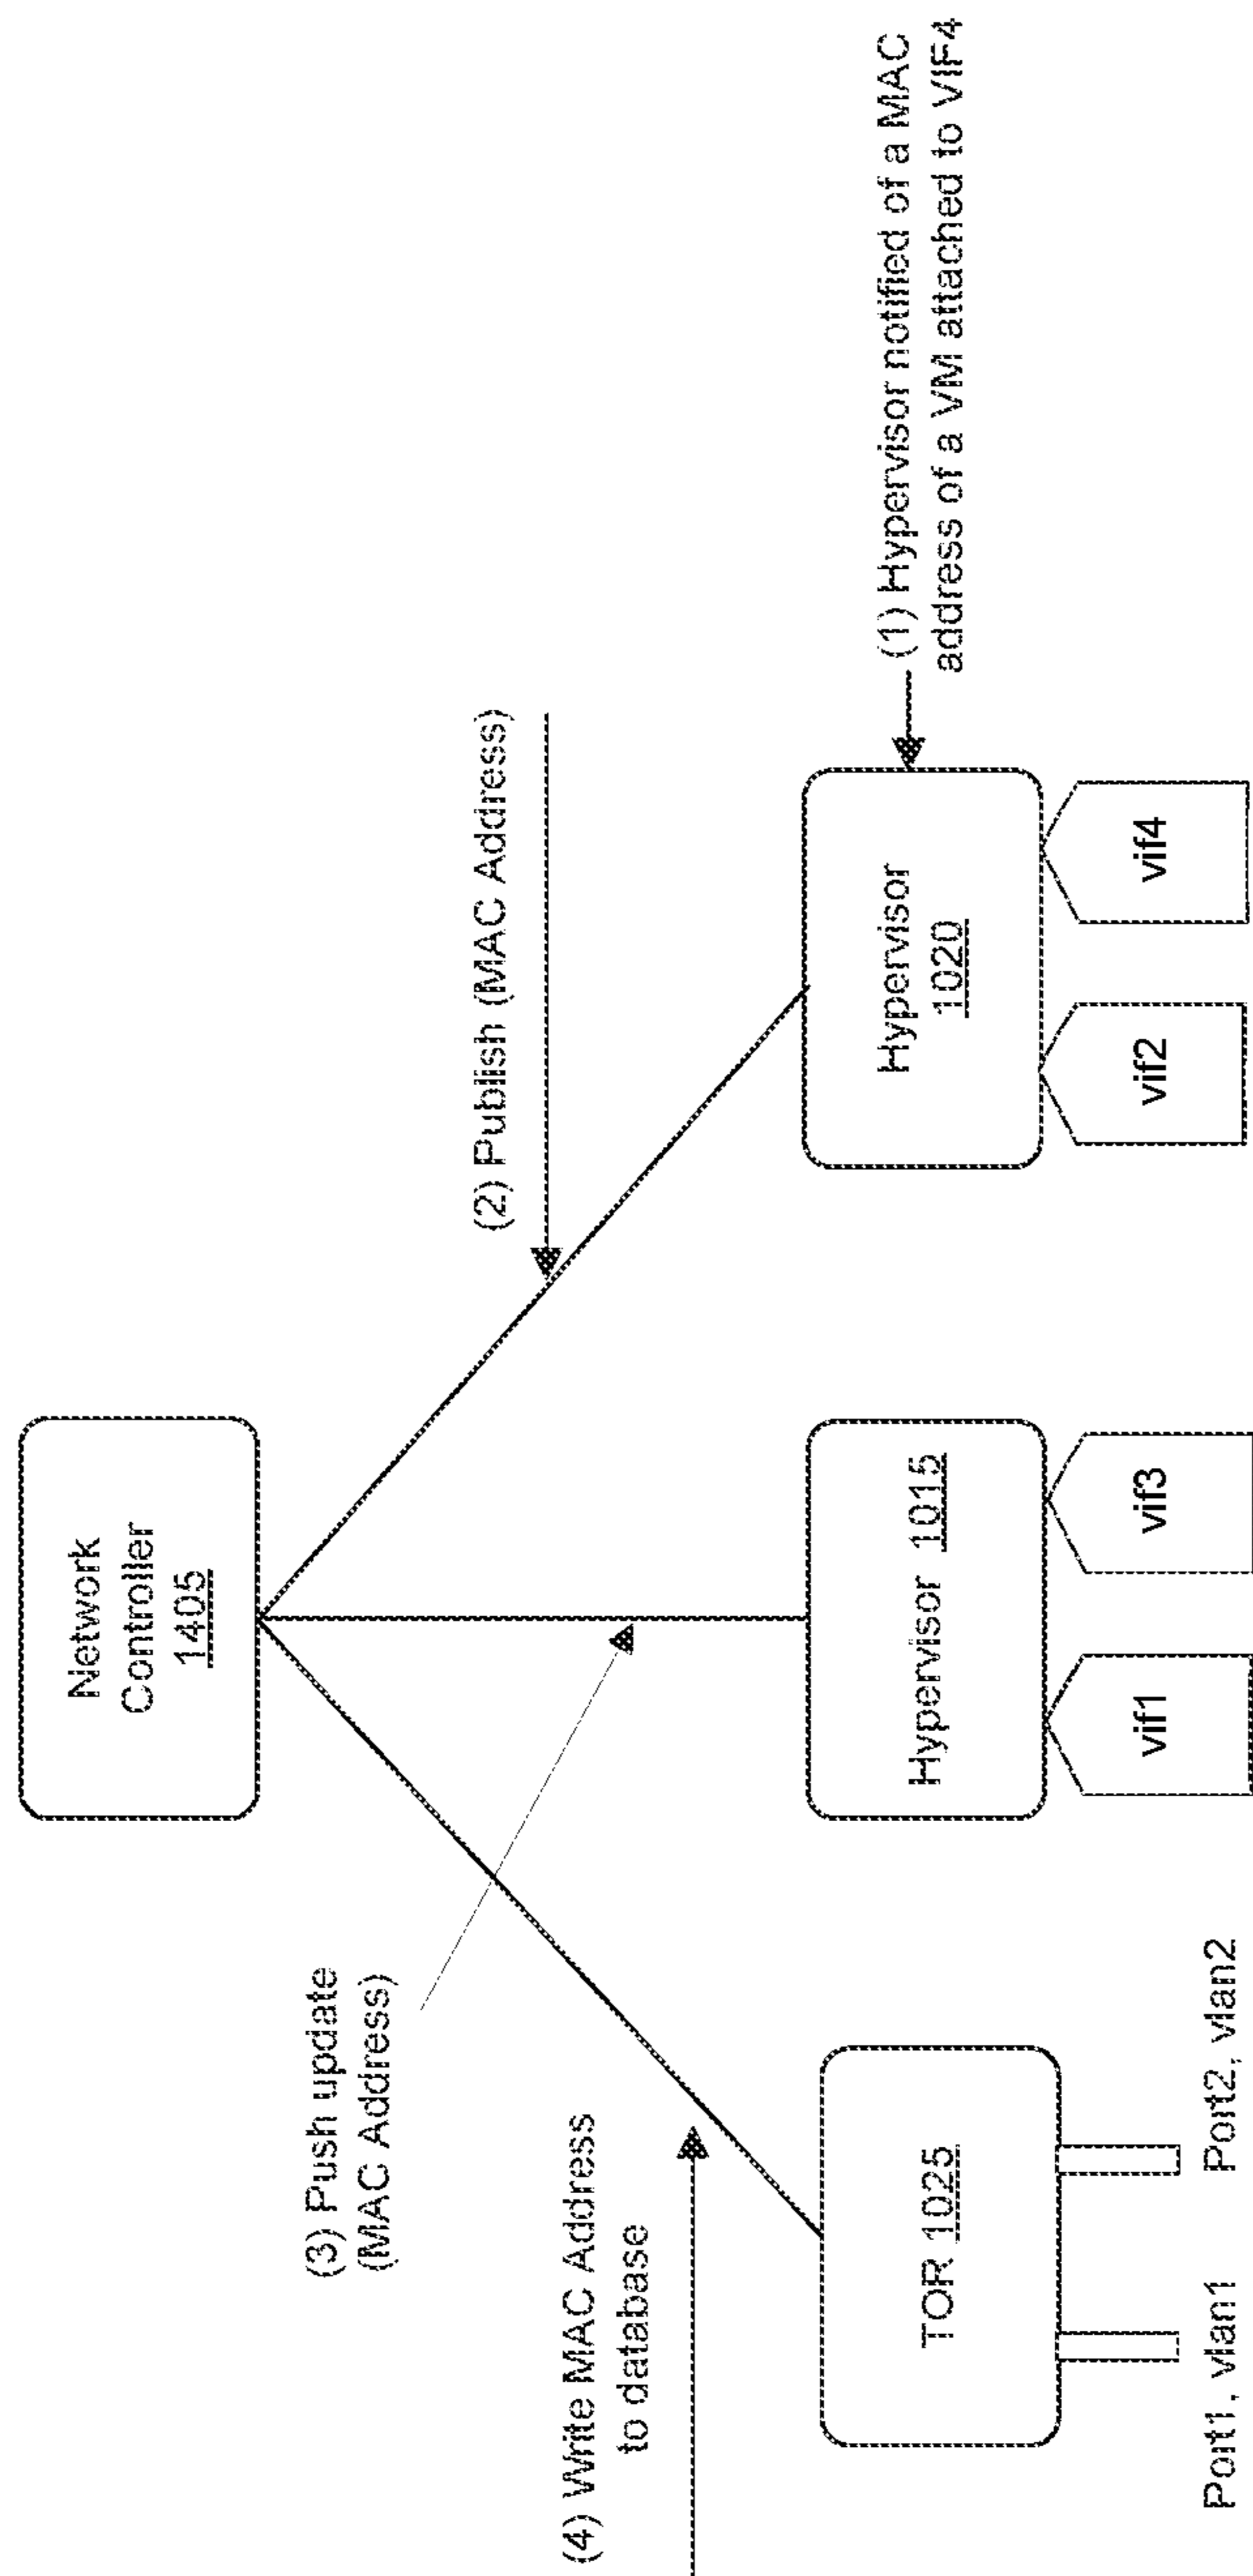 Network
Controller
1405
(2) Publish (MAC Address)
(3) Push update
(MAC Address)
(4) Write MAC Address
to database
(1) Hypervisor notified of a MAC
address of a VM attached to VIF4
TOR 1025
Hypervisor 1015
Hypervisor
1020
vif1
vif3
vif2
vif4
Port1, vlan1
Port2, vlan2